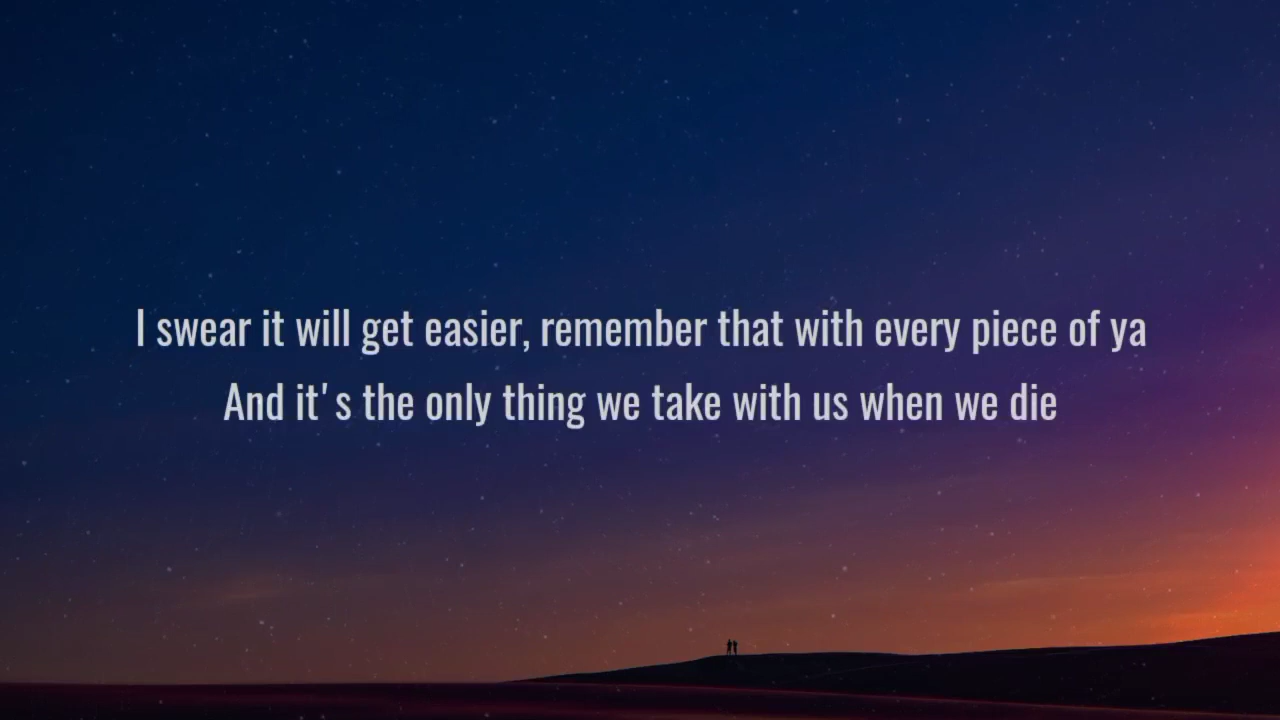 I swear it will get easier, remember that with every piece of ya
And it's the only thing we take with us when we die